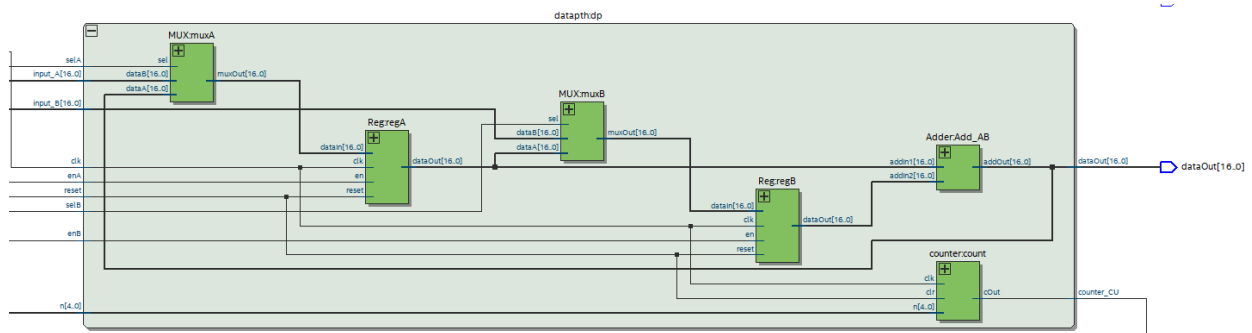 datapth:dp
MUX:muxA
selA
sel
input_A[16..0]
dataB[16..0]
muxOut[16..0]
dataA[16..0]
input_B[16..0]
MUX:muxB
sel
dataB[16..0]
muxOut[16..0]
dataA[16..0]
Reg:regA
dataIn[16..0]
clk
clk
dataOut[16..0]
enA
en
reset
reset
selB
Adder:Add_AB
addIn1[16..0]
addOut[16..0]
addIn2[16..0]
dataOut[16..0]
dataOut[16..0]
Reg:regB
dataIn[16..0]
clk
dataOut[16..0]
enB
en
reset
counter:count
clk
clr
cOut
counter_CU
n[4..0]
n[4..0]